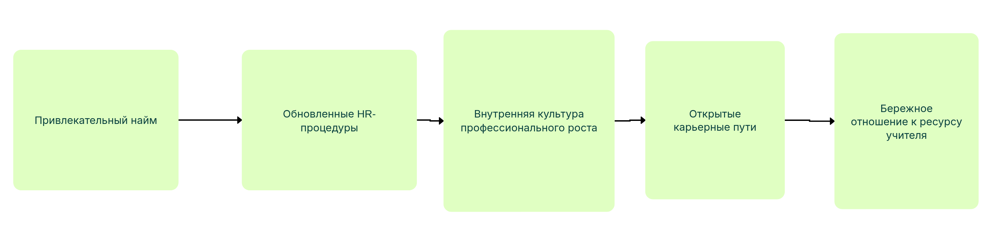 Привлекательный найм
Обновленные HR-
процедуры
Внутренняя культура
профессионального роста
Открытые
карьерные пути
Бережное
отношение к ресурсу
учителя